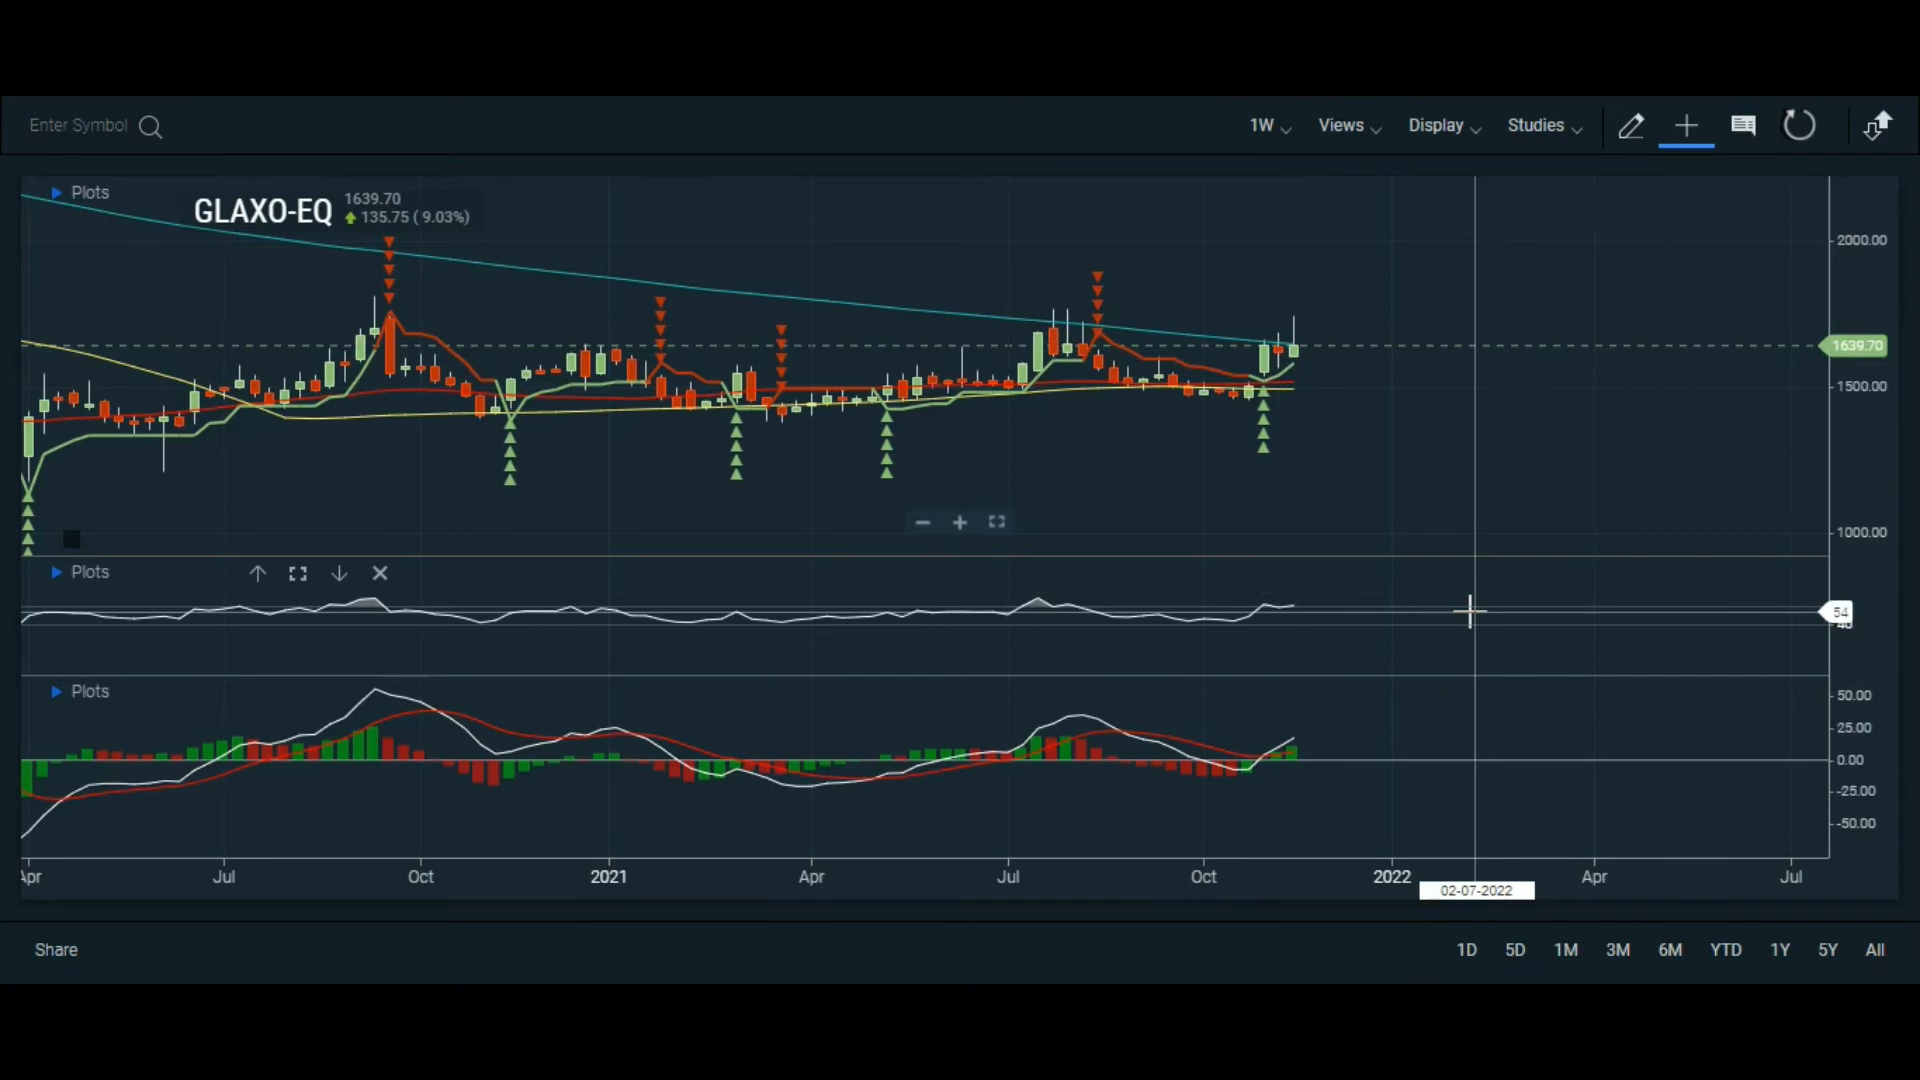 Enter Symbol
1W Views Display Studies
Plots
GLAXO-EQ
1639.70
135.75 ( 9.03%)
2000.00
1639.70
1500.00
1000.00
Plots
54
40
Plots
50.00
25.00
0.00
-25.00
-50.00
Apr Jul Oct 2021 Apr Jul Oct 2022 Apr Jul
02-07-2022
Share
1D 5D 1M 3M 6M YTD 1Y 5Y All